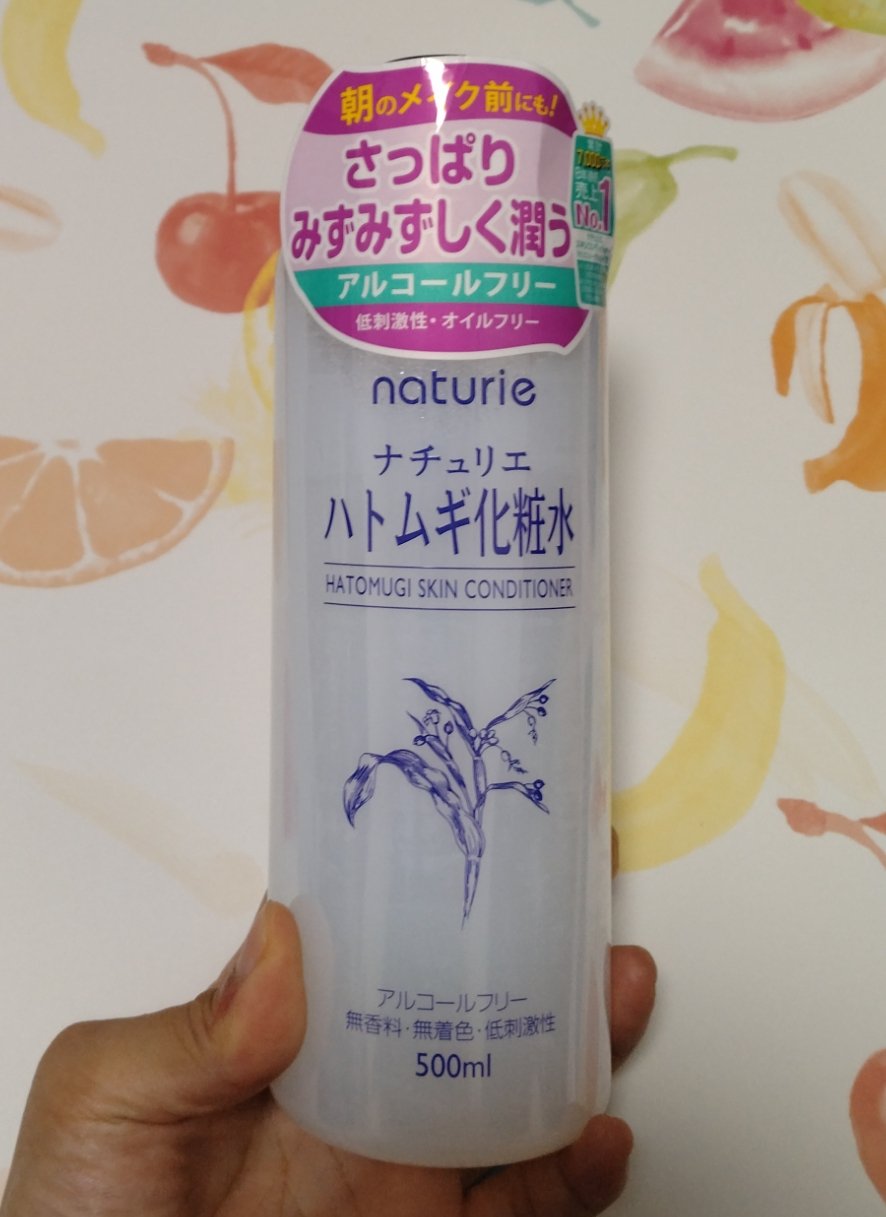 朝のメイク前にも!
さっぱり
みずみずしく潤う
アルコールフリー
低刺激性・オイルフリー
売上
No.1
naturie
ナチュリエ
ハトムギ化粧水
HATOMUGI SKIN CONDITIONER
アルコールフリー
無香料・無着色・低刺激性
500ml